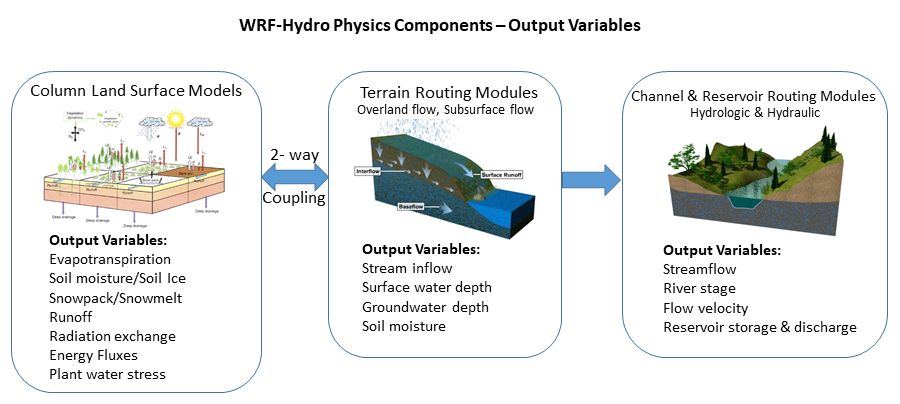 WRF-Hydro Physics Components – Output Variables
Column Land Surface Models
Vegetation
dynamics
Runoff
Runoff
Runoff
Deep drainage
Deep drainage
Deep drainage
Output Variables:
Evapotranspiration
Soil moisture/Soil Ice
Snowpack/Snowmelt
Runoff
Radiation exchange
Energy Fluxes
Plant water stress
2- way
Coupling
Terrain Routing Modules
Overland flow, Subsurface flow
Interflow
Surface Runoff
Baseflow
Output Variables:
Stream inflow
Surface water depth
Groundwater depth
Soil moisture
Channel & Reservoir Routing Modules
Hydrologic & Hydraulic
Output Variables:
Streamflow
River stage
Flow velocity
Reservoir storage & discharge